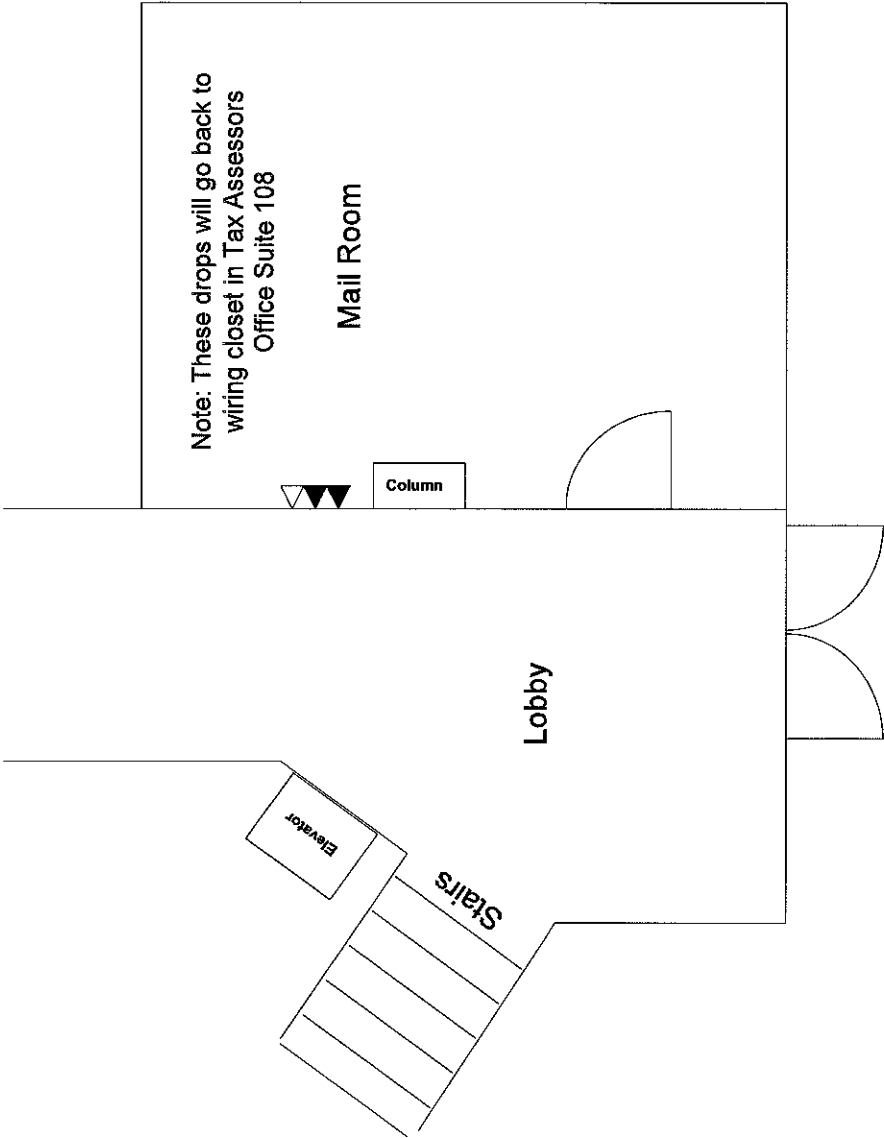 Note: These drops will go back to
wiring closet in Tax Assessors
Office Suite 108
Mail Room
Column
Lobby
Elevator
Stairs